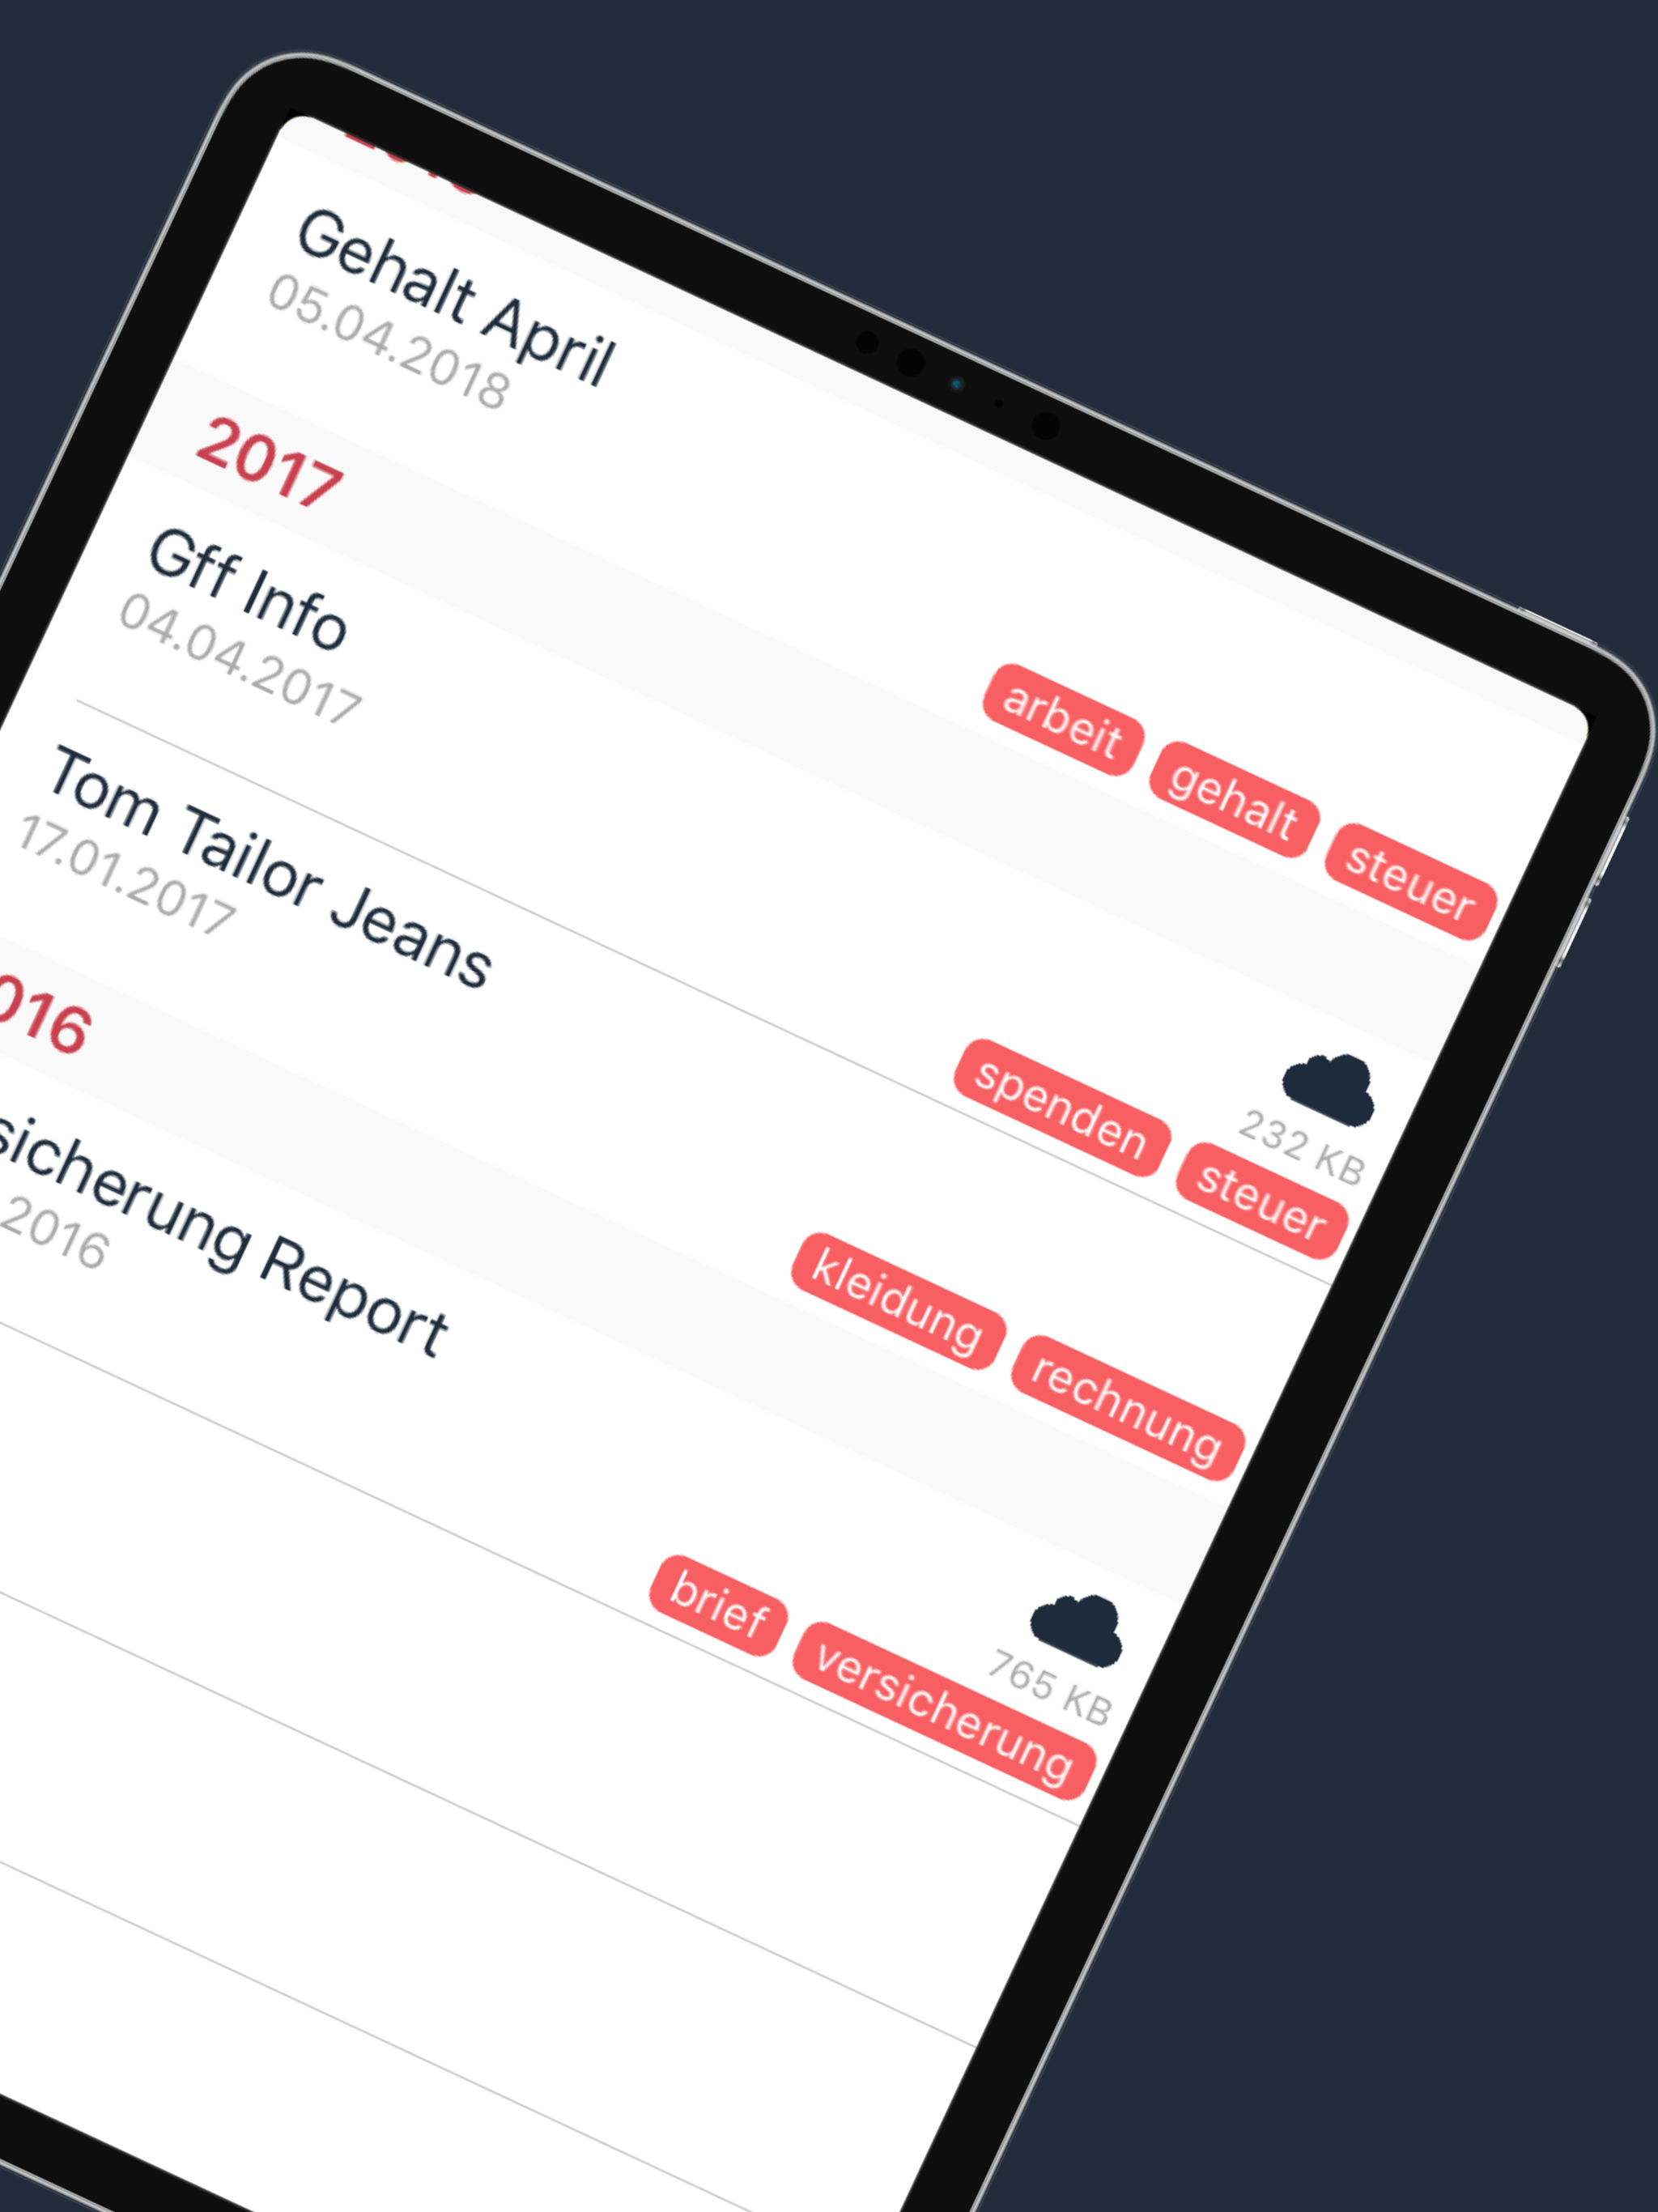 Gehalt April
05.04.2018
arbeit gehalt steuer
2017
Gff Info
04.04.2017
232 KB
spenden steuer
Tom Tailor Jeans
17.01.2017
kleidung rechnung
016
sicherung Report
2016
765 KB
brief versicherung